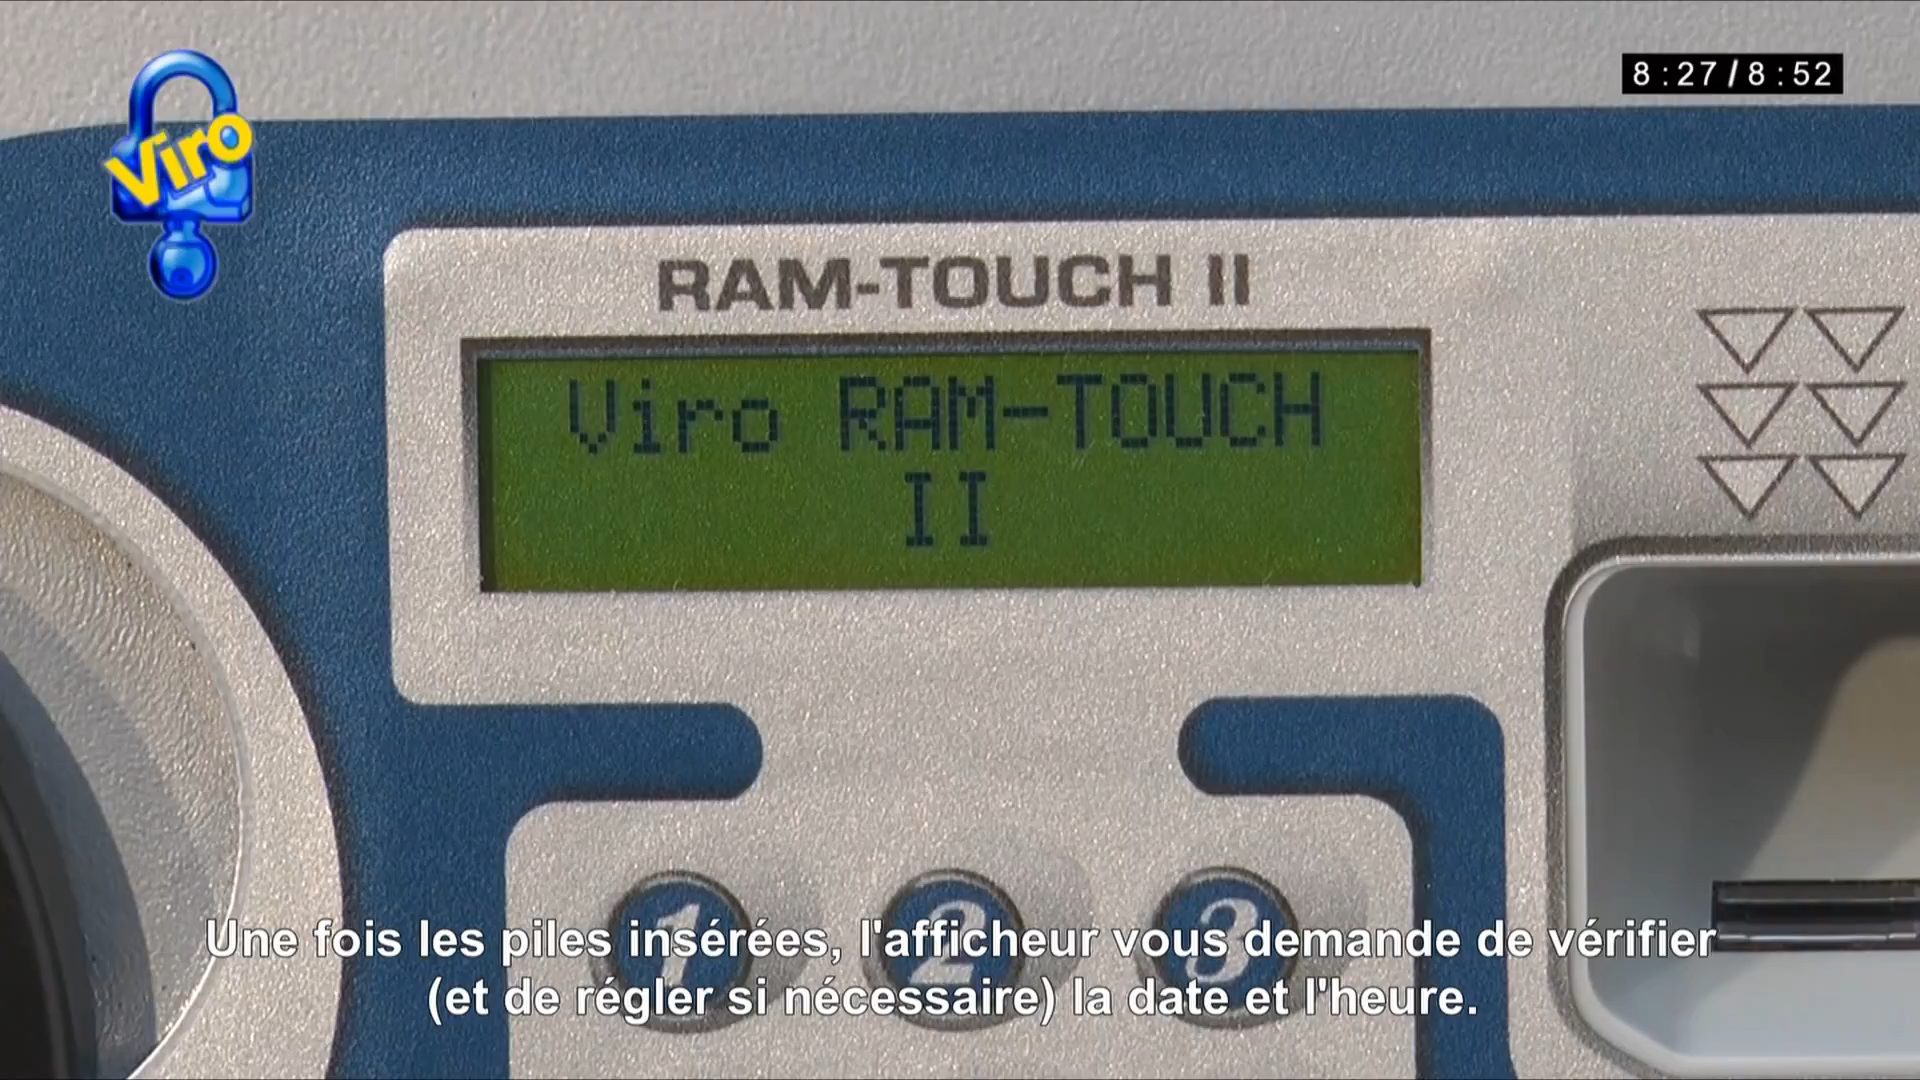 Viro
8:27/8:52
RAM-TOUCH II
Viro RAM-TOUCH
II
1 2 3
Une fois les piles insérées, l'afficheur vous demande de vérifier
(et de régler si nécessaire) la date et l'heure.